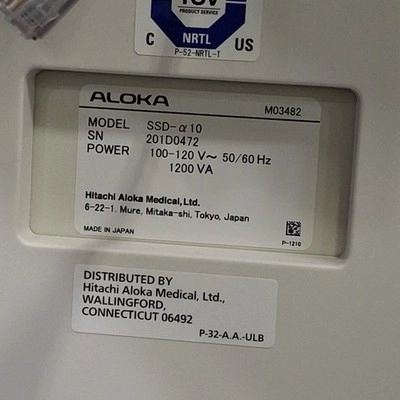 TÜV
PRODUCT SERVICE
NRTL
C US
P-52-NRTL-T
ALOKA M03482
MODEL SSD-α10
SN 201D0472
POWER 100-120 V～ 50/60 Hz
1200 VA
Hitachi Aloka Medical,Ltd.
6-22-1. Mure, Mitaka-shi, Tokyo, Japan
MADE IN JAPAN
P-1210
DISTRIBUTED BY
Hitachi Aloka Medical, Ltd.,
WALLINGFORD,
CONNECTICUT 06492
P-32-A.A.-ULB